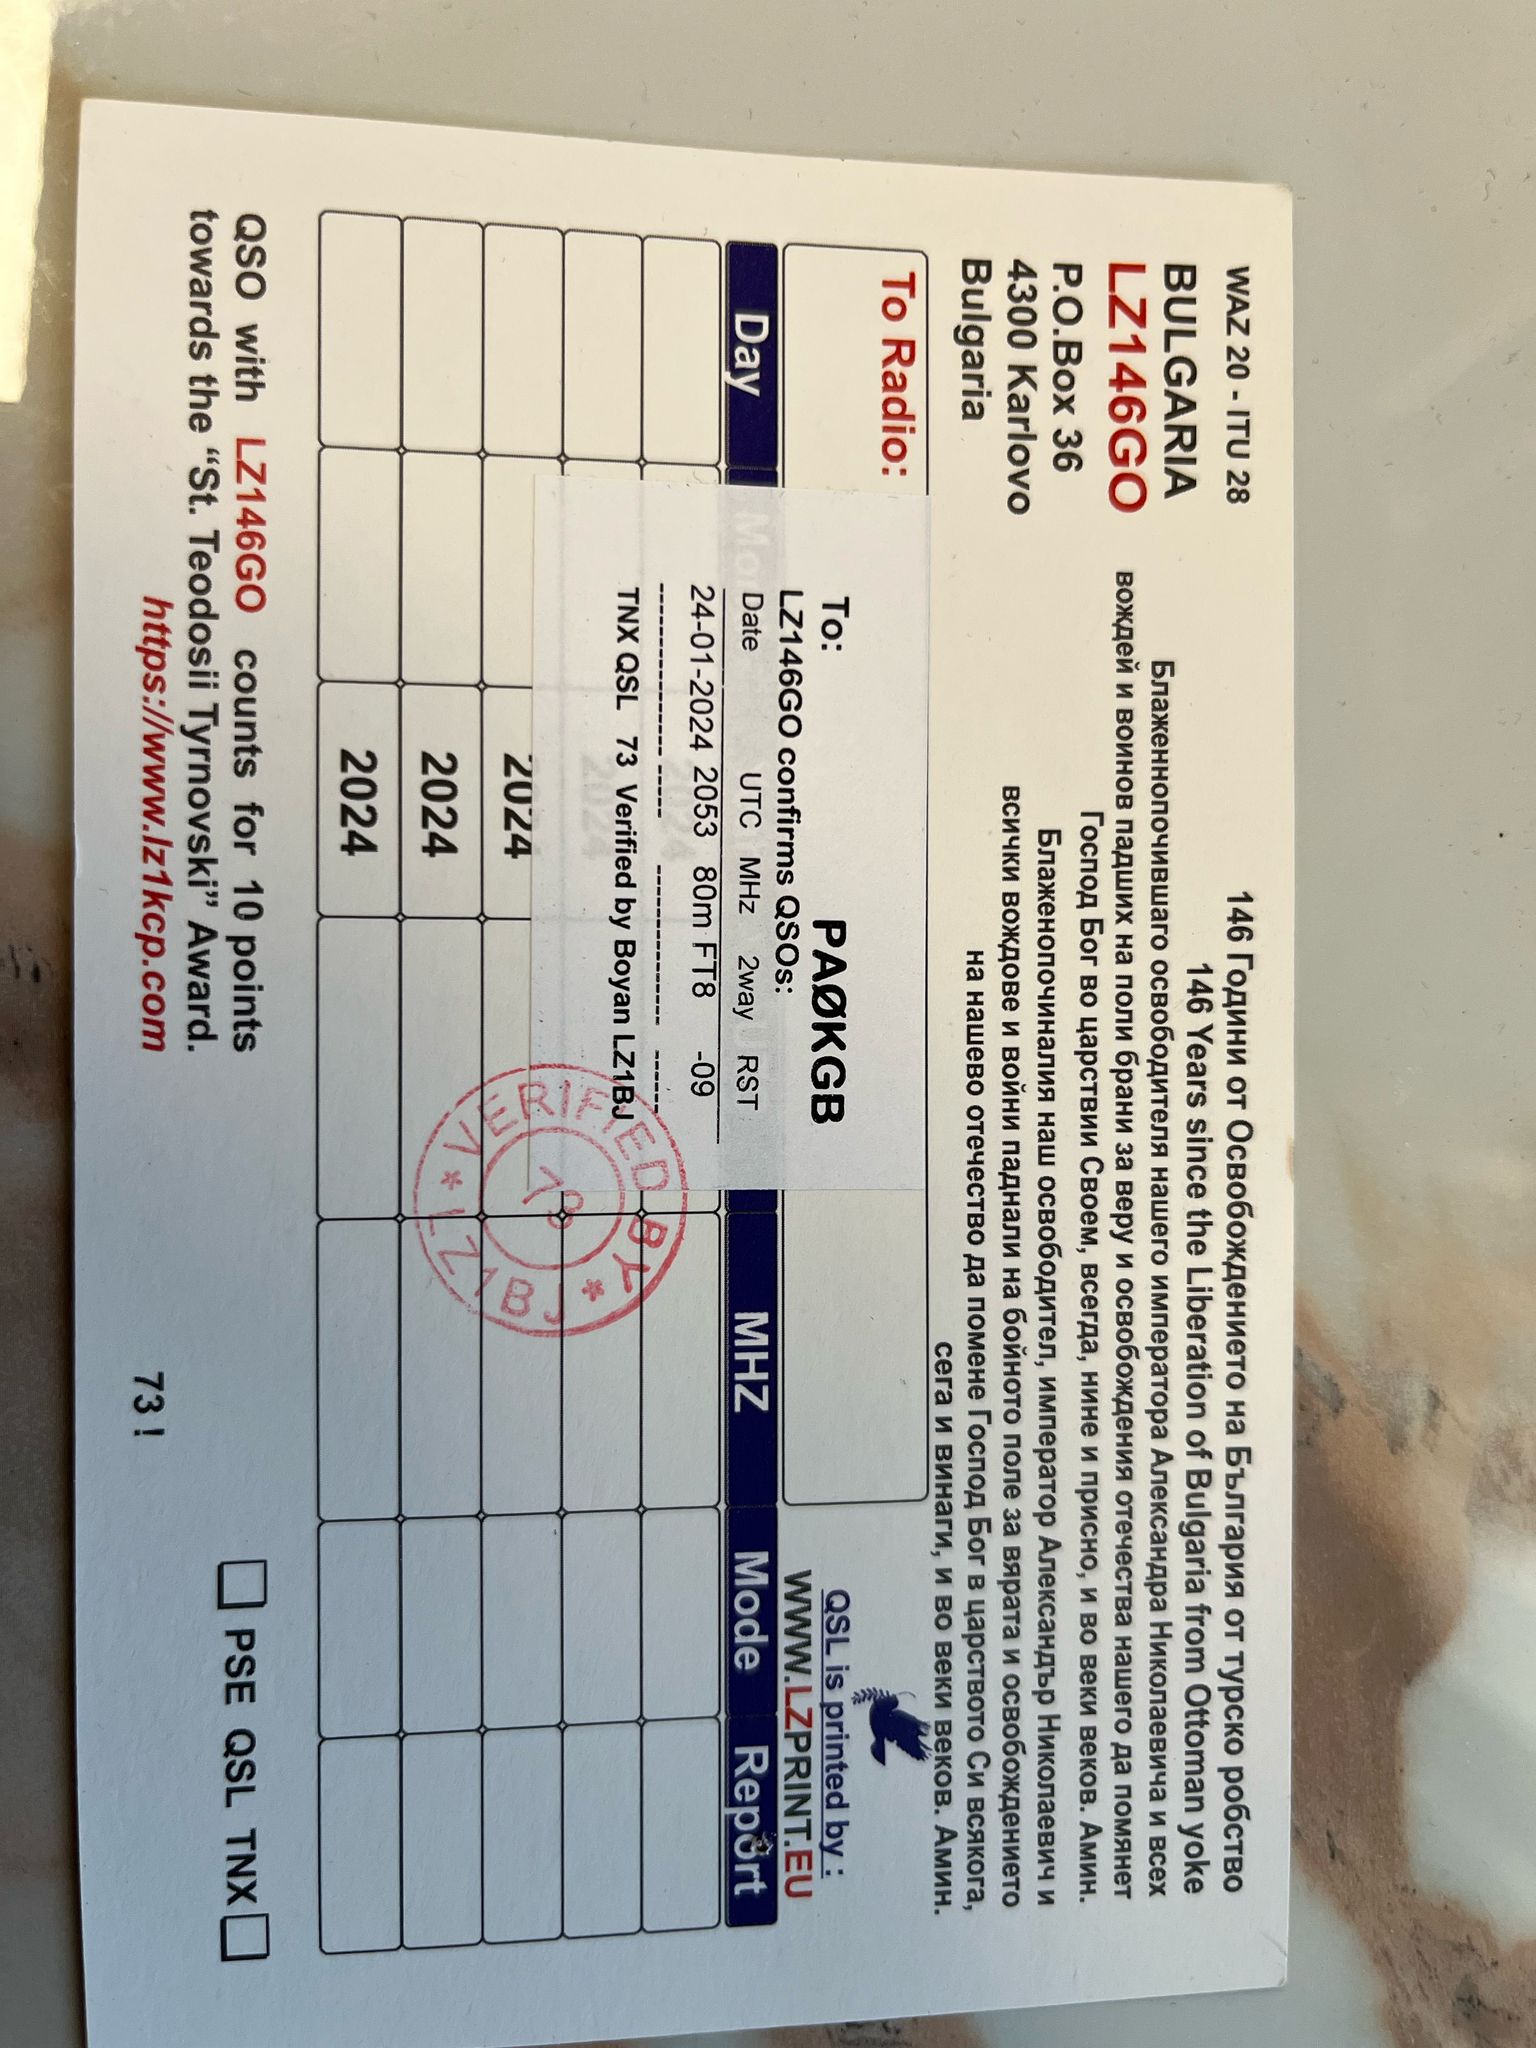 WAZ 20 - ITU 28
BULGARIA
LZ146GO
P.O.Box 36
4300 Karlovo
Bulgaria
146 Години от Освобождението на България от турско робство
146 Years since the Liberation of Bulgaria from Ottoman yoke
Блаженнопочившаго освободителя нашего императора Александра Николаевича и всех
вождей и воинов падших на поли брани за веру и освобождения отечества нашего да помянет
Господ Бог во царствии Своем, всегда, нине и присно, и во веки веков. Амин.
Блаженопочиналия наш освободител, император Александър Николаевич и
всички вождове и войни паднали на бойното поле за вярата и освобождението
на нашево отечество да помене Господ Бог в царството Си всякога,
сега и винаги, и во веки веков. Амин.
To Radio:
To: PAØKGB
LZ146GO confirms QSOs:
Date UTC MHz 2way RST
24-01-2024 2053 80m FT8 -09
TNX QSL 73 Verified by Boyan LZ1BJ
QSL is printed by :
WWW.LZPRINT.EU
Day Mon MHZ Mode Report
2024
2024
2024
2024
2024
VERIFIED BY
73
* LZ1BJ *
QSO with LZ146GO counts for 10 points
towards the “St. Teodosii Tyrnovski” Award.
https://www.lz1kcp.com
73 !
PSE QSL TNX